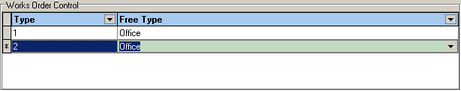 Works Order Control
Type Free Type
1 Office
* 2 Office